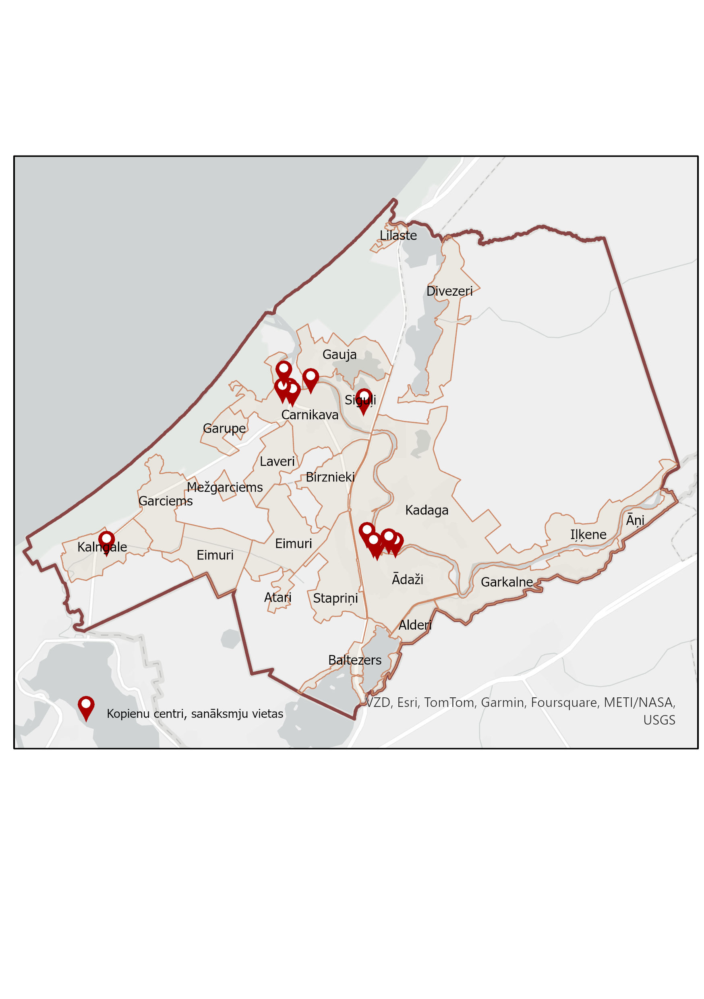 Lilaste
Divezeri
Gauja
Siguļi
Carnikava
Garupe
Laveri
Birznieki
Mežgarciems
Garciems
Kadaga
Āņi
Iļķene
Kalngale
Eimuri
Eimuri
Ādaži
Garkalne
Atari
Stapriņi
Alderi
Baltezers
VZD, Esri, TomTom, Garmin, Foursquare, METI/NASA,
USGS
Kopienu centri, sanāksmju vietas